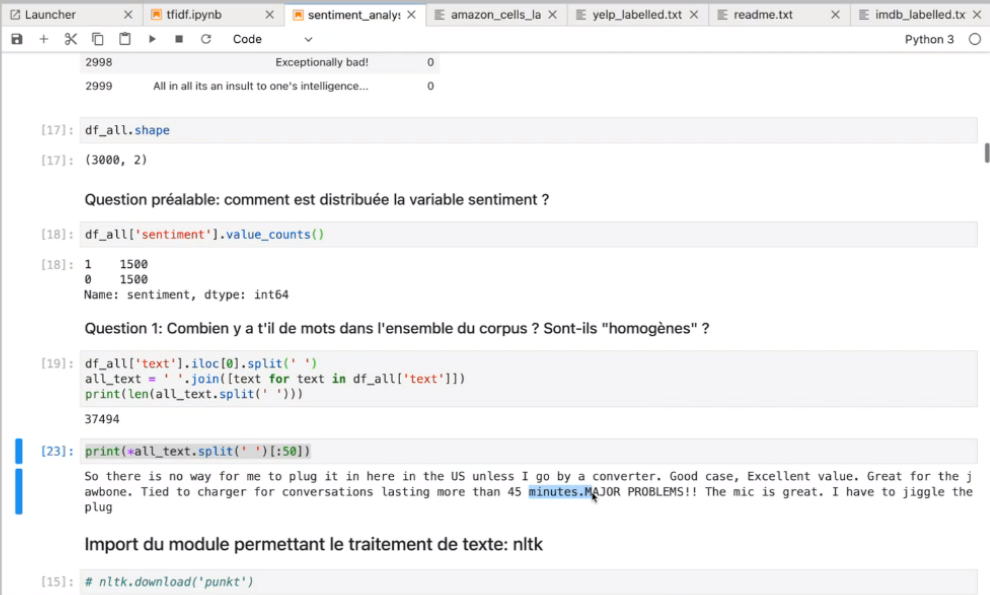 Launcher
tfidf.ipynb
sentiment_analys
amazon_cells_la
yelp_labelled.txt
readme.txt
imdb_labelled.tx
Code
Python 3
2998 Exceptionally bad! 0
2999 All in all its an insult to one's intelligence... 0
[17]: df_all.shape
[17]: (3000, 2)
Question préalable: comment est distribuée la variable sentiment ?
[18]: df_all['sentiment'].value_counts()
[18]: 1 1500
0 1500
Name: sentiment, dtype: int64
Question 1: Combien y a t'il de mots dans l'ensemble du corpus ? Sont-ils "homogènes" ?
[19]: df_all['text'].iloc[0].split(' ')
all_text = ' '.join([text for text in df_all['text']])
print(len(all_text.split(' ')))
37494
[23]: print(*all_text.split(' ')[:50])
So there is no way for me to plug it in here in the US unless I go by a converter. Good case, Excellent value. Great for the j
awbone. Tied to charger for conversations lasting more than 45 minutes.MAJOR PROBLEMS!! The mic is great. I have to jiggle the
plug
Import du module permettant le traitement de texte: nltk
[15]: # nltk.download('punkt')